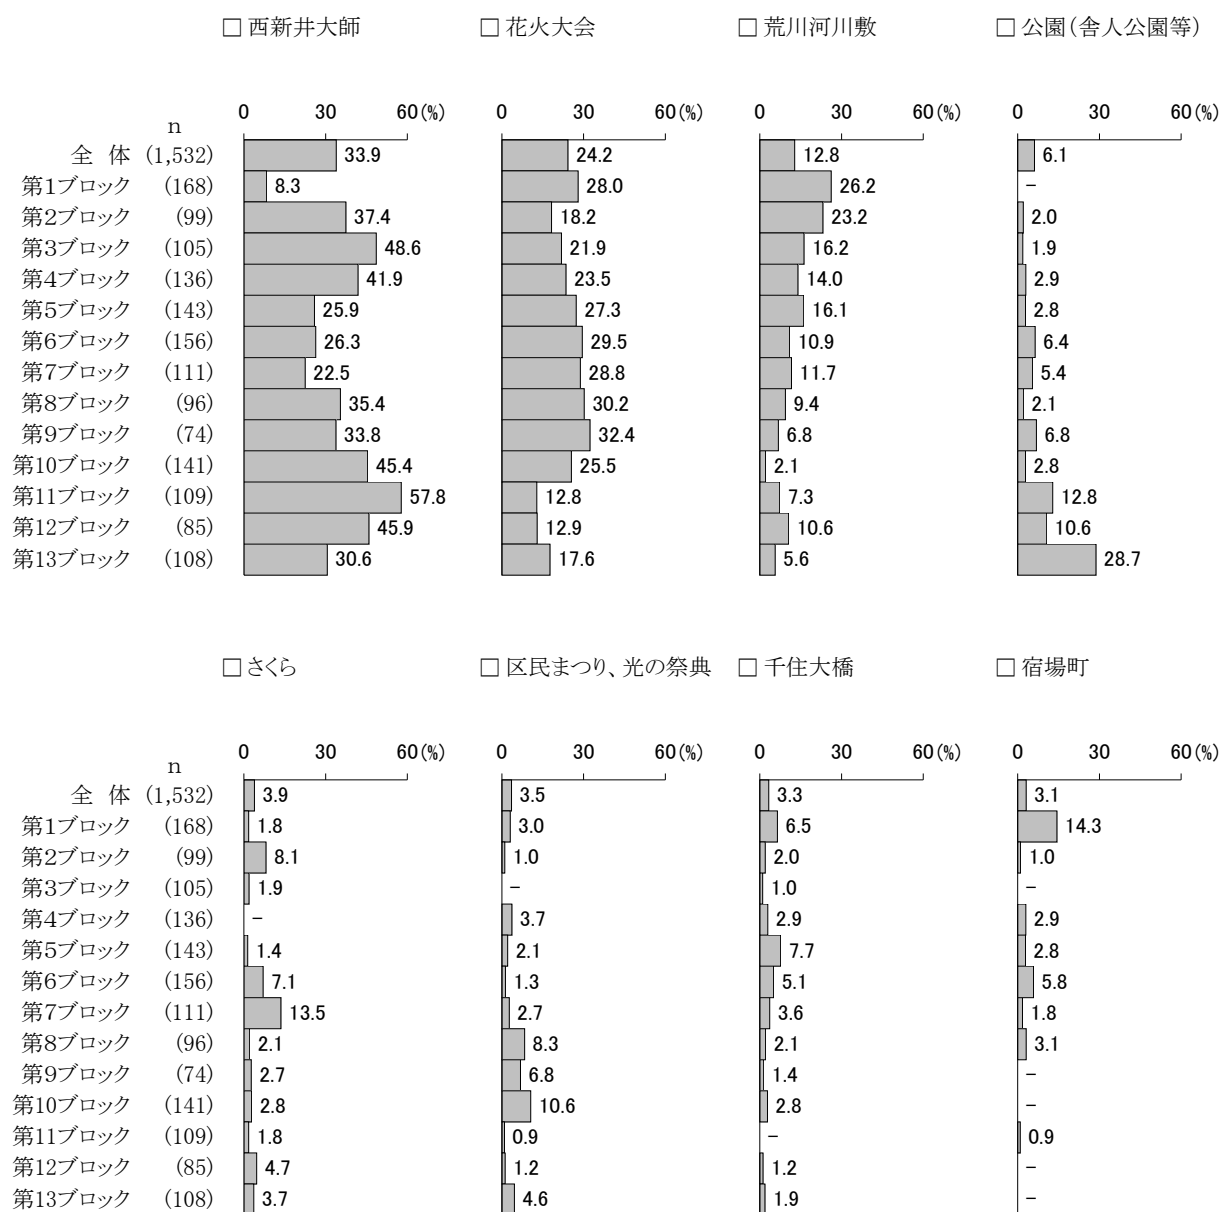 □ 西新井大師 □ 花火大会 □ 荒川河川敷 □ 公園(舎人公園等)
0 30 60(%) 0 30 60(%) 0 30 60(%) 0 30 60(%)
n
全 体 (1,532) 33.9 24.2 12.8 6.1
第1ブロック (168) 8.3 28.0 26.2 −
第2ブロック (99) 37.4 18.2 23.2 2.0
第3ブロック (105) 48.6 21.9 16.2 1.9
第4ブロック (136) 41.9 23.5 14.0 2.9
第5ブロック (143) 25.9 27.3 16.1 2.8
第6ブロック (156) 26.3 29.5 10.9 6.4
第7ブロック (111) 22.5 28.8 11.7 5.4
第8ブロック (96) 35.4 30.2 9.4 2.1
第9ブロック (74) 33.8 32.4 6.8 6.8
第10ブロック (141) 45.4 25.5 2.1 2.8
第11ブロック (109) 57.8 12.8 7.3 12.8
第12ブロック (85) 45.9 12.9 10.6 10.6
第13ブロック (108) 30.6 17.6 5.6 28.7
□ さくら □ 区民まつり、光の祭典 □ 千住大橋 □ 宿場町
0 30 60(%) 0 30 60(%) 0 30 60(%) 0 30 60(%)
n
全 体 (1,532) 3.9 3.5 3.3 3.1
第1ブロック (168) 1.8 3.0 6.5 14.3
第2ブロック (99) 8.1 1.0 2.0 1.0
第3ブロック (105) 1.9 − 1.0 −
第4ブロック (136) − 3.7 2.9 2.9
第5ブロック (143) 1.4 2.1 7.7 2.8
第6ブロック (156) 7.1 1.3 5.1 5.8
第7ブロック (111) 13.5 2.7 3.6 1.8
第8ブロック (96) 2.1 8.3 2.1 3.1
第9ブロック (74) 2.7 6.8 1.4 −
第10ブロック (141) 2.8 10.6 2.8 −
第11ブロック (109) 1.8 0.9 − 0.9
第12ブロック (85) 4.7 1.2 1.2 −
第13ブロック (108) 3.7 4.6 1.9 −